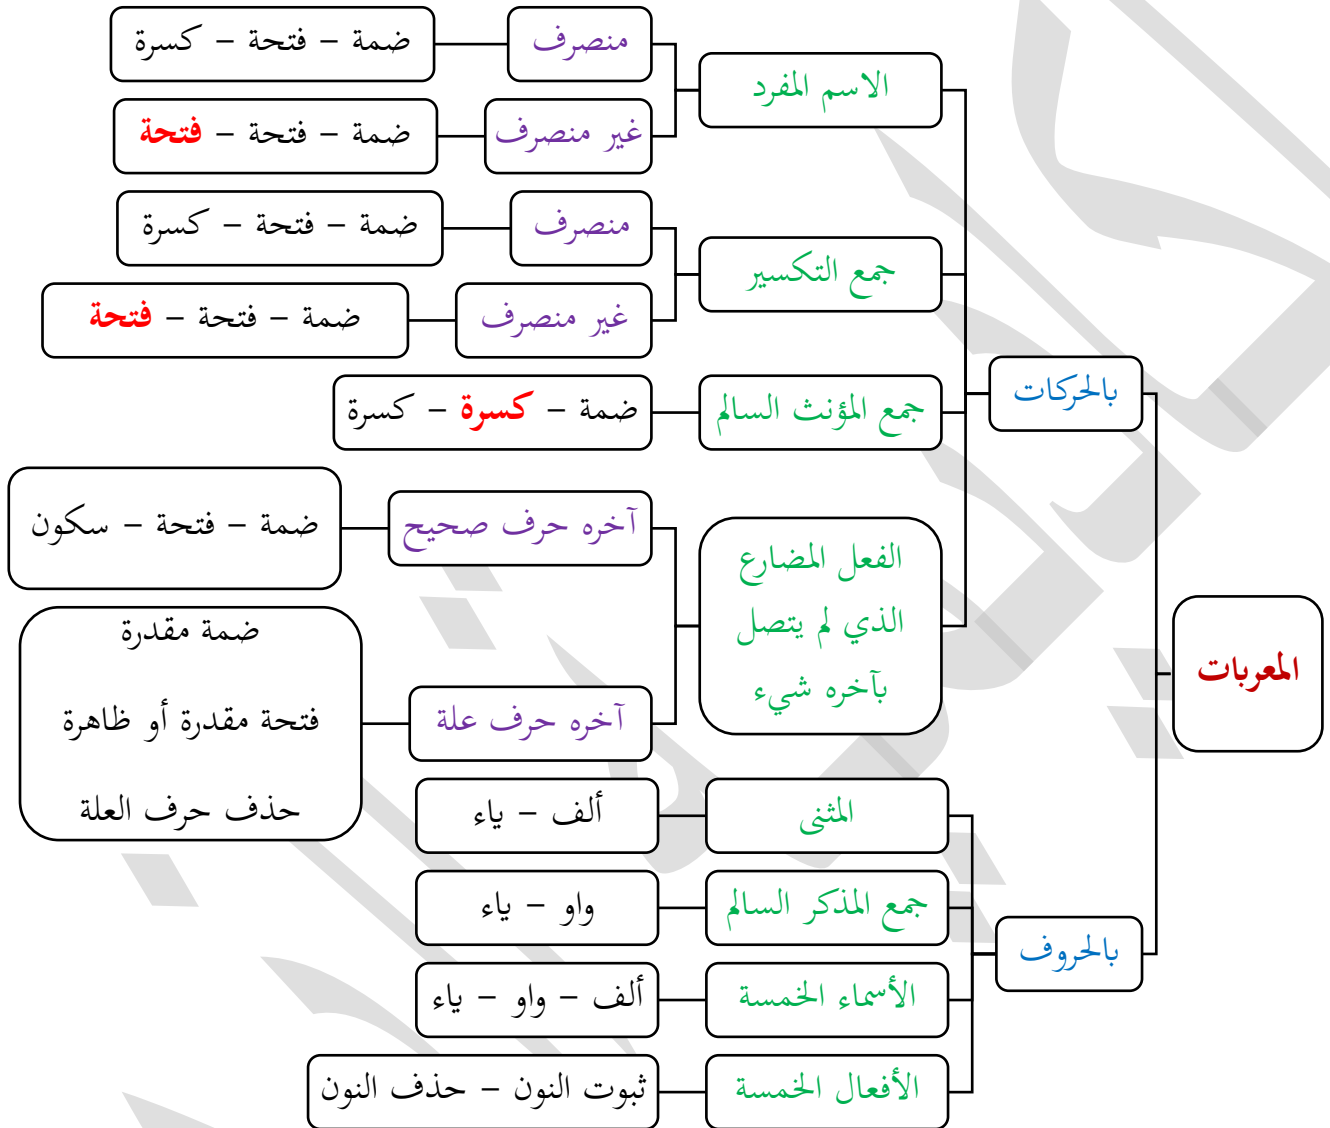 المعربات
بالحركات
الاسم المفرد
منصرف
ضمة – فتحة – كسرة
غير منصرف
ضمة – فتحة – فتحة
جمع التكسير
منصرف
ضمة – فتحة – كسرة
غير منصرف
ضمة – فتحة – فتحة
جمع المؤنث السالم
ضمة – كسرة – كسرة
الفعل المضارع
الذي لم يتصل
بآخره شيء
آخره حرف صحيح
ضمة – فتحة – سكون
آخره حرف علة
ضمة مقدرة
فتحة مقدرة أو ظاهرة
حذف حرف العلة
بالحروف
المثنى
ألف – ياء
جمع المذكر السالم
واو – ياء
الأسماء الخمسة
ألف – واو – ياء
الأفعال الخمسة
ثبوت النون – حذف النون